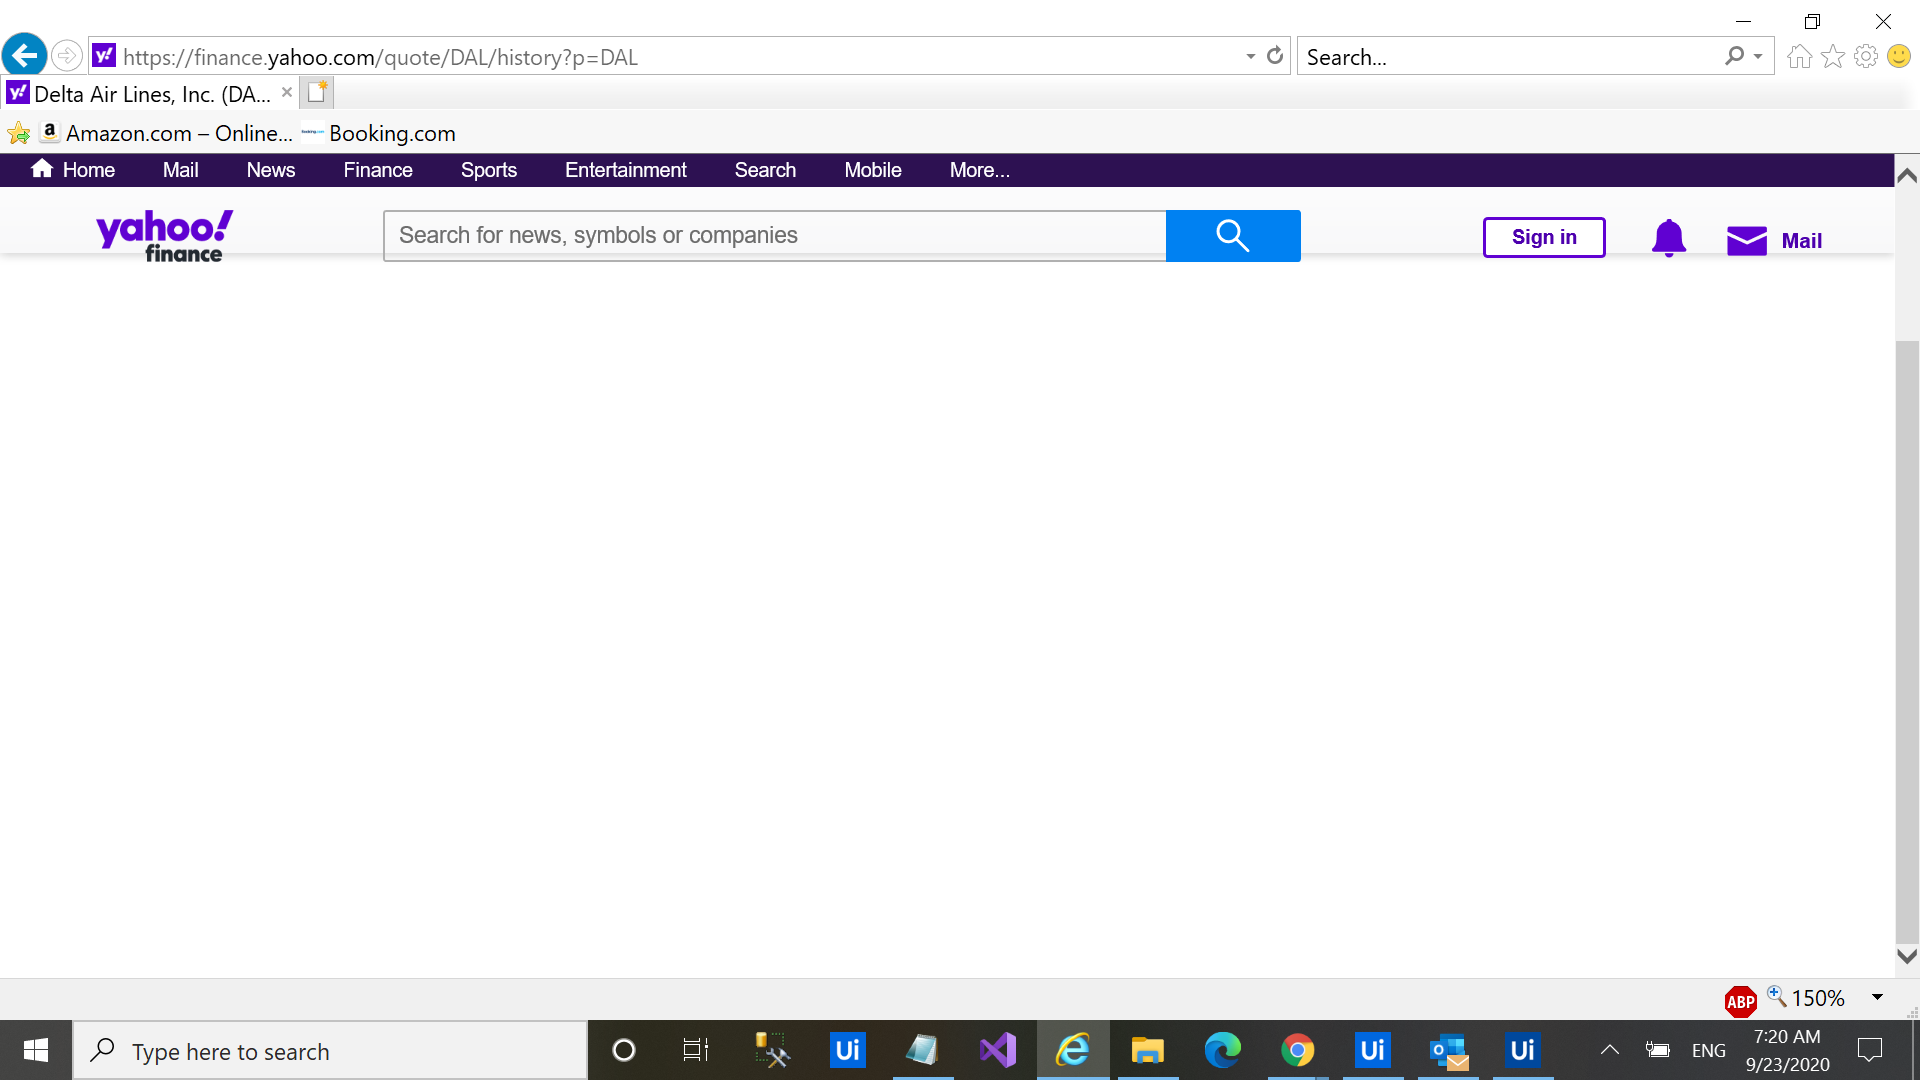 https://finance.yahoo.com/quote/DAL/history?p=DAL
Search...
y! Delta Air Lines, Inc. (DA...
a Amazon.com – Online... Booking.com
Home Mail News Finance Sports Entertainment Search Mobile More...
yahoo! finance
Search for news, symbols or companies
Sign in
Mail
ABP 150%
Type here to search
Ui
Ui
Ui
ENG
7:20 AM
9/23/2020